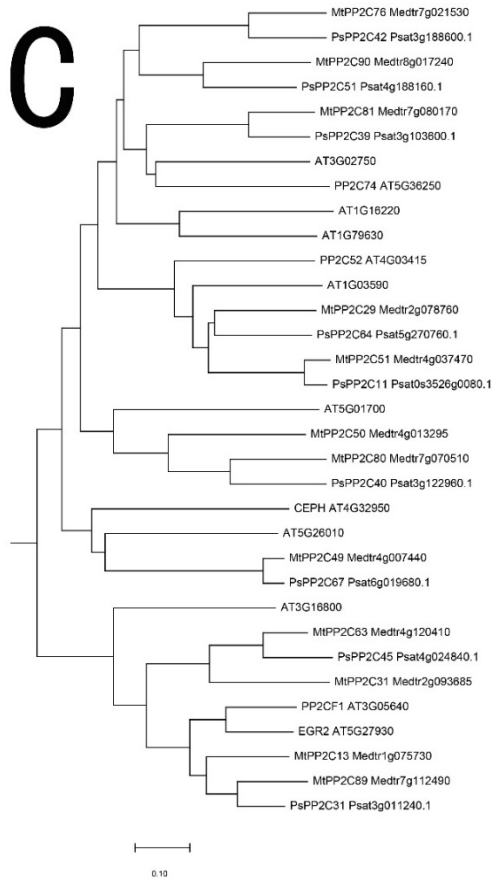 C
MtPP2C76 Medtr7g021530
PsPP2C42 Psat3g188600.1
MtPP2C90 Medtr8g017240
PsPP2C51 Psat4g188160.1
MtPP2C81 Medtr7g080170
PsPP2C39 Psat3g103600.1
AT3G02750
PP2C74 AT5G36250
AT1G16220
AT1G79630
PP2C52 AT4G03415
AT1G03590
MtPP2C29 Medtr2g078760
PsPP2C64 Psat5g270760.1
MtPP2C51 Medtr4g037470
PsPP2C11 Psat0s3526g0080.1
AT5G01700
MtPP2C50 Medtr4g013295
MtPP2C80 Medtr7g070510
PsPP2C40 Psat3g122960.1
CEPH AT4G32950
AT5G26010
MtPP2C49 Medtr4g007440
PsPP2C67 Psat6g019680.1
AT3G16800
MtPP2C63 Medtr4g120410
PsPP2C45 Psat4g024840.1
MtPP2C31 Medtr2g093685
PP2CF1 AT3G05640
EGR2 AT5G27930
MtPP2C13 Medtr1g075730
MtPP2C89 Medtr7g112490
PsPP2C31 Psat3g011240.1
0.10